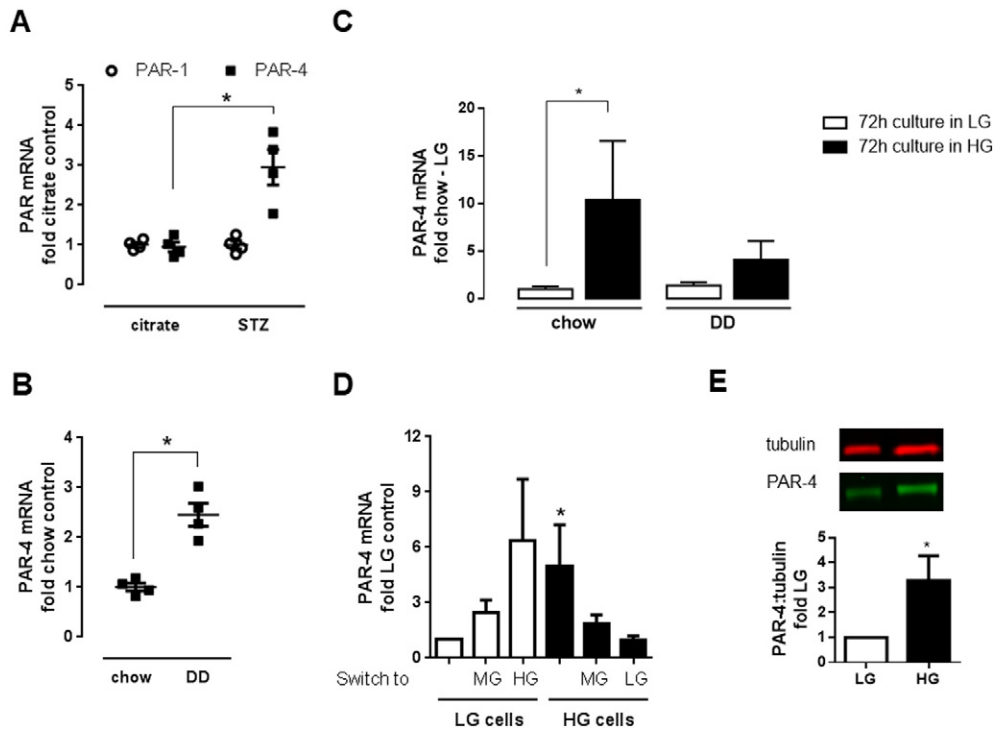 A
PAR-1 PAR-4
*
5
4
3
2
1
0
PAR mRNA
fold citrate control
citrate STZ
B
*
4
3
2
1
0
PAR-4 mRNA
fold chow control
chow DD
C
*
20
15
10
5
0
PAR-4 mRNA
fold chow - LG
chow DD
72h culture in LG
72h culture in HG
D
12
9
6
3
0
*
PAR-4 mRNA
fold LG control
Switch to MG HG MG LG
LG cells HG cells
E
tubulin
PAR-4
5
4
3
2
1
0
*
PAR-4:tubulin
fold LG
LG HG